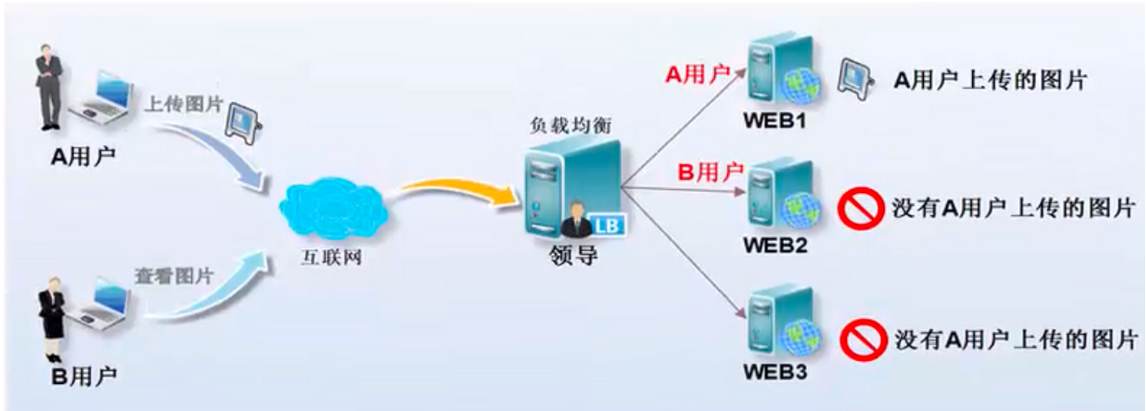 上传图片
A用户
查看图片
B用户
互联网
负载均衡
LB
领导
A用户
WEB1
A用户上传的图片
B用户
WEB2
没有A用户上传的图片
WEB3
没有A用户上传的图片